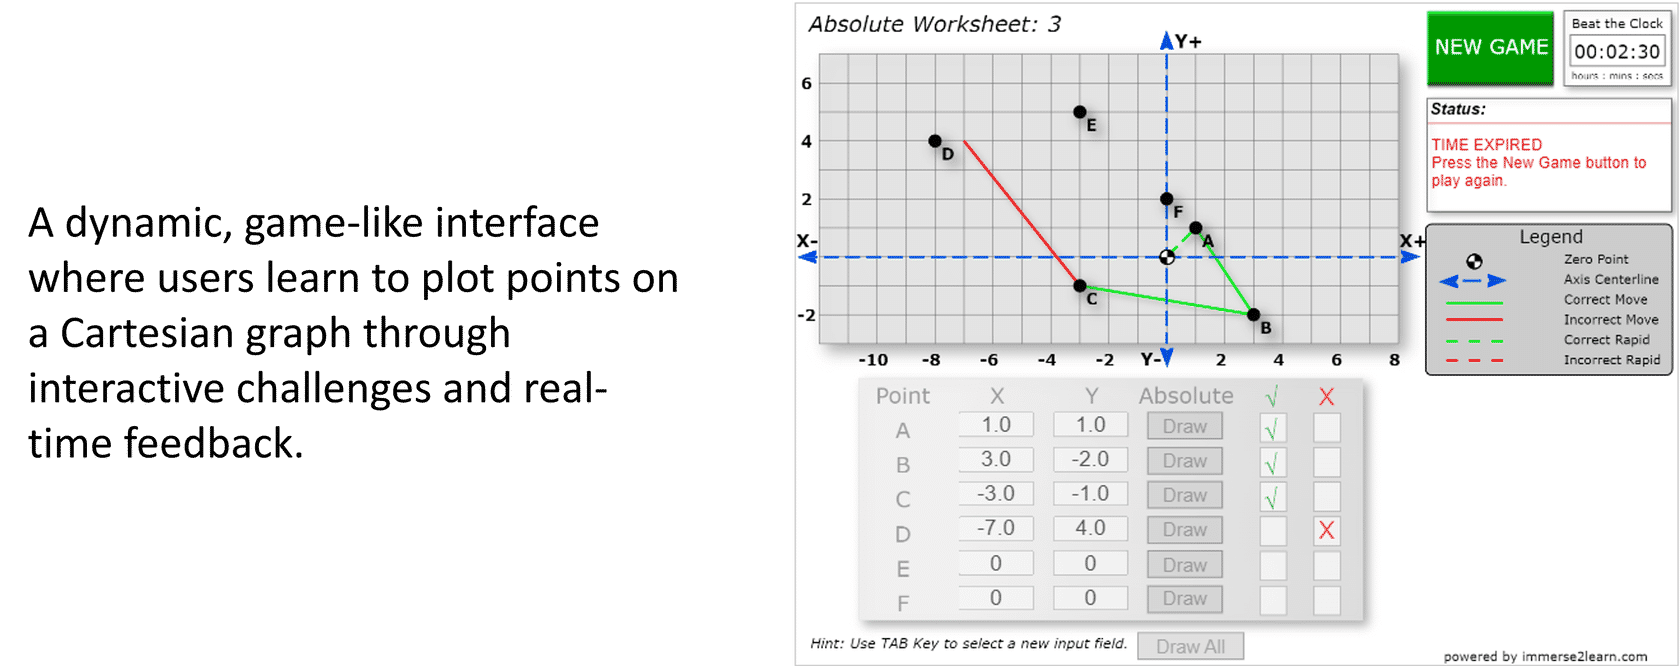 A dynamic, game-like interface
where users learn to plot points on
a Cartesian graph through
interactive challenges and real-
time feedback.
Absolute Worksheet: 3
Y+
6
4
2
-2
X-
X+
E
D
F
A
C
B
-10 -8 -6 -4 -2 Y- 2 4 6 8
NEW GAME
Beat the Clock
00:02:30
hours : mins : secs
Status:
TIME EXPIRED
Press the New Game button to
play again.
Legend
Zero Point
Axis Centerline
Correct Move
Incorrect Move
Correct Rapid
Incorrect Rapid
Point X Y Absolute √ X
A 1.0 1.0 Draw √
B 3.0 -2.0 Draw √
C -3.0 -1.0 Draw √
D -7.0 4.0 Draw X
E 0 0 Draw
F 0 0 Draw
Hint: Use TAB Key to select a new input field. Draw All
powered by immerse2learn.com